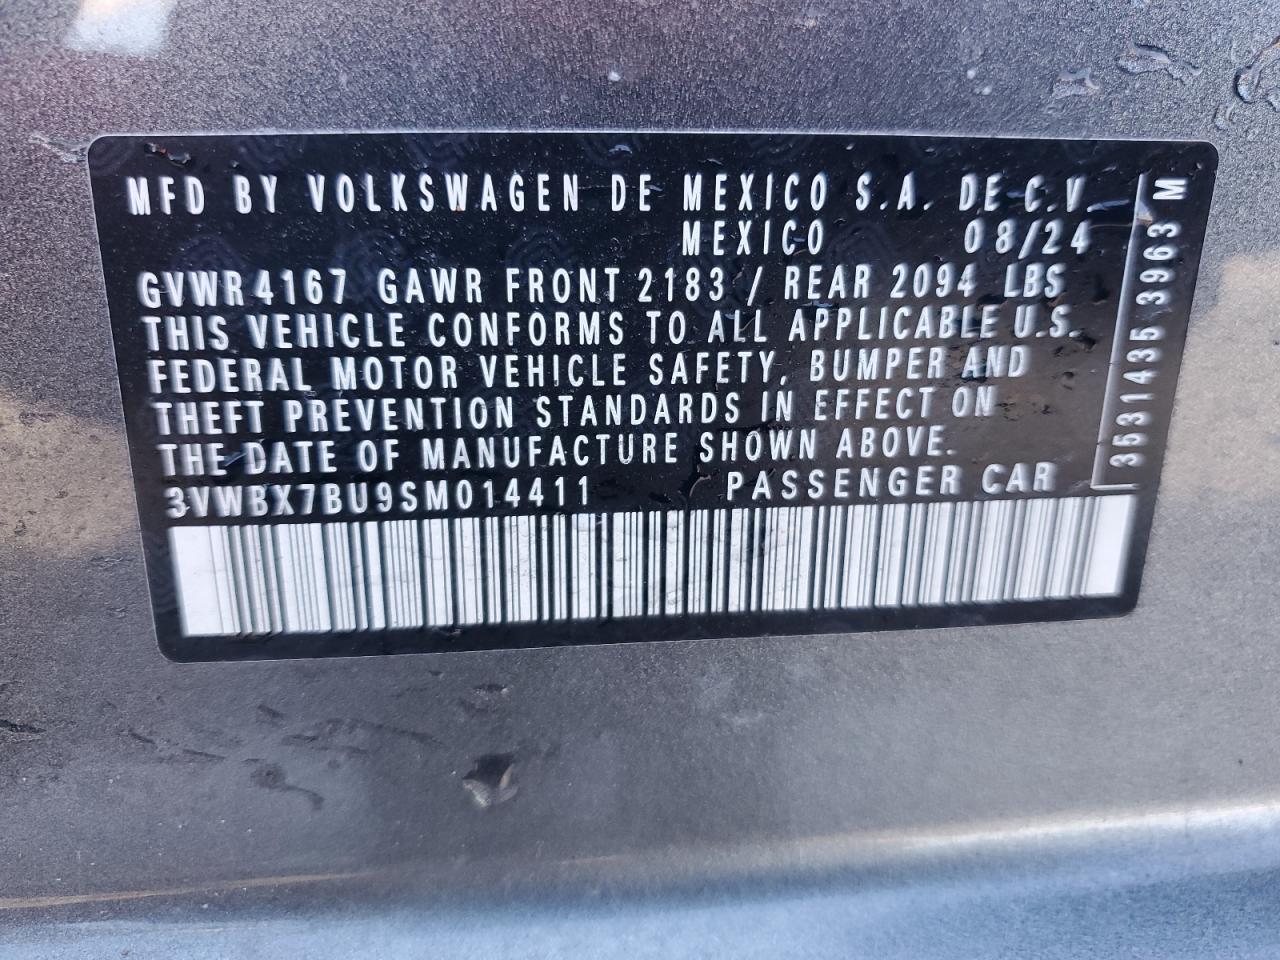 MFD BY VOLKSWAGEN DE MEXICO S.A. DE C.V.
MEXICO 08/24
GVWR 4167 GAWR FRONT 2183 / REAR 2094 LBS
THIS VEHICLE CONFORMS TO ALL APPLICABLE U.S.
FEDERAL MOTOR VEHICLE SAFETY, BUMPER AND
THEFT PREVENTION STANDARDS IN EFFECT ON
THE DATE OF MANUFACTURE SHOWN ABOVE.
3VWBX7BU9SM014411 PASSENGER CAR
3531435 3963 M